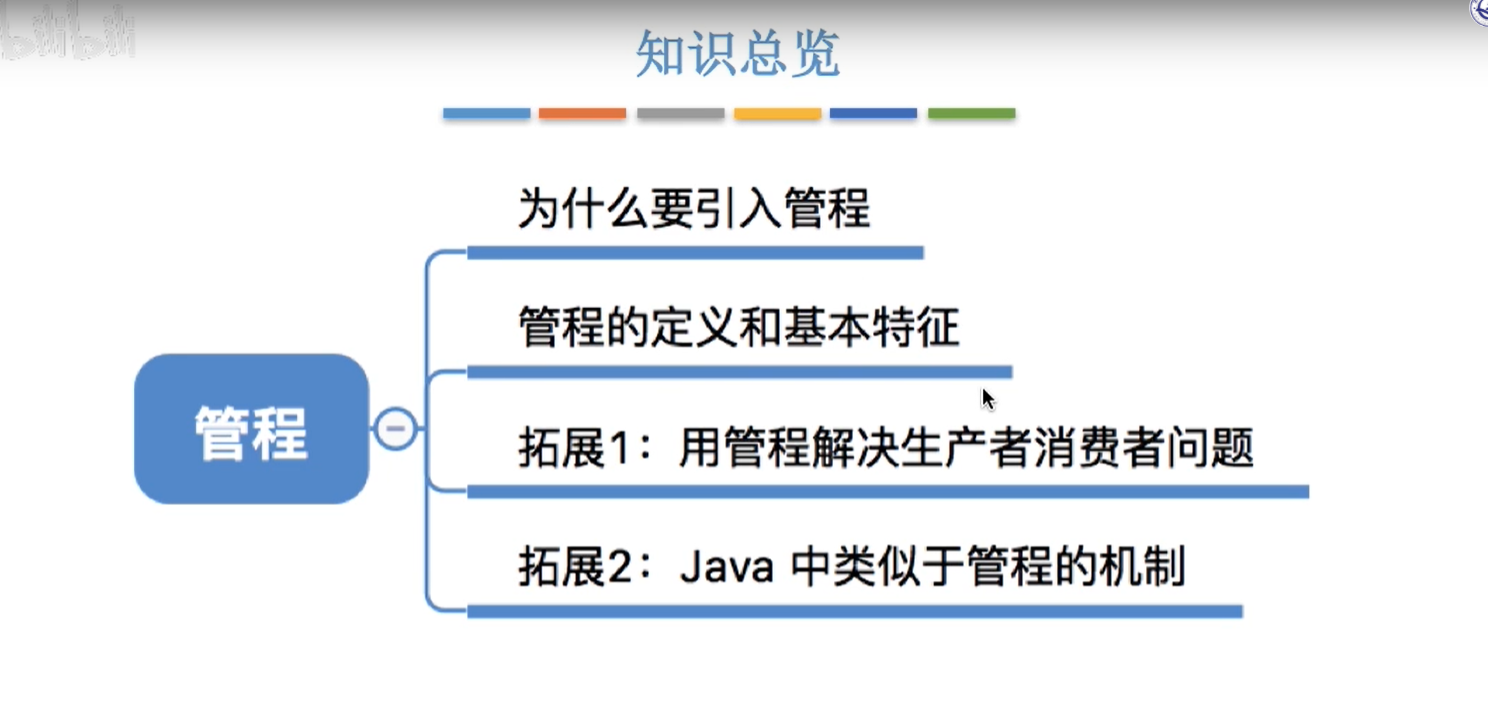 bilibili
知识总览
为什么要引入管程
管程的定义和基本特征
管程
拓展1：用管程解决生产者消费者问题
拓展2：Java 中类似于管程的机制